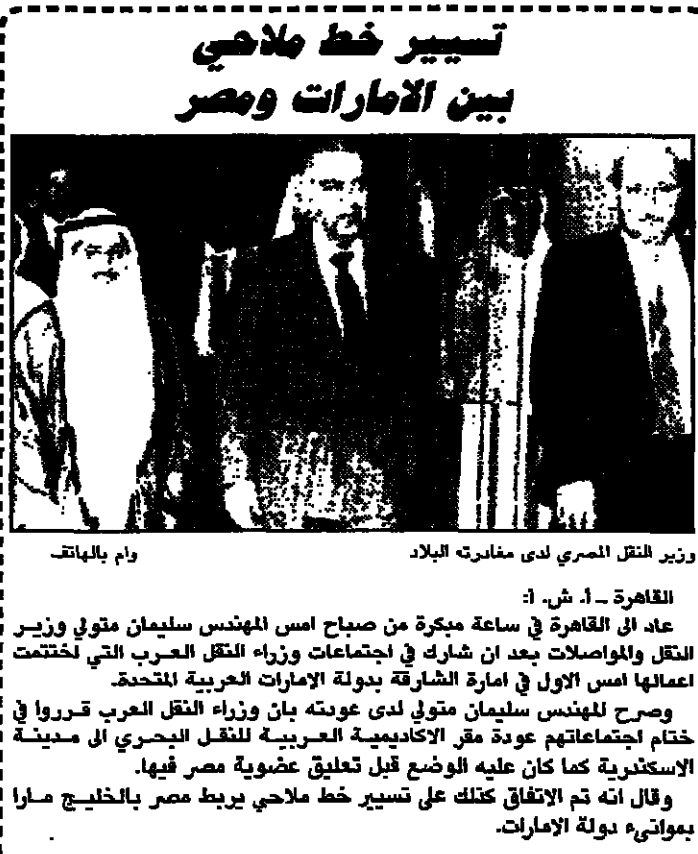 تسيير خط ملاحي
بين الامارات ومصر
وزير النقل المصري لدى مغادرته البلاد
وام بالهاتف
القاهرة ـ أ. ش. أ:
عاد الى القاهرة في ساعة مبكرة من صباح امس المهندس سليمان متولي وزير
النقل والمواصلات بعد ان شارك في اجتماعات وزراء النقل العرب التي اختتمت
اعمالها امس الاول في امارة الشارقة بدولة الامارات العربية المتحدة.
وصرح المهندس سليمان متولي لدى عودته بان وزراء النقل العرب قرروا في
ختام اجتماعاتهم عودة مقر الاكاديمية العربية للنقل البحري الى مدينة
الاسكندرية كما كان عليه الوضع قبل تعليق عضوية مصر فيها.
وقال انه تم الاتفاق كذلك على تسيير خط ملاحي يربط مصر بالخليج مارا
بموانىء دولة الامارات.